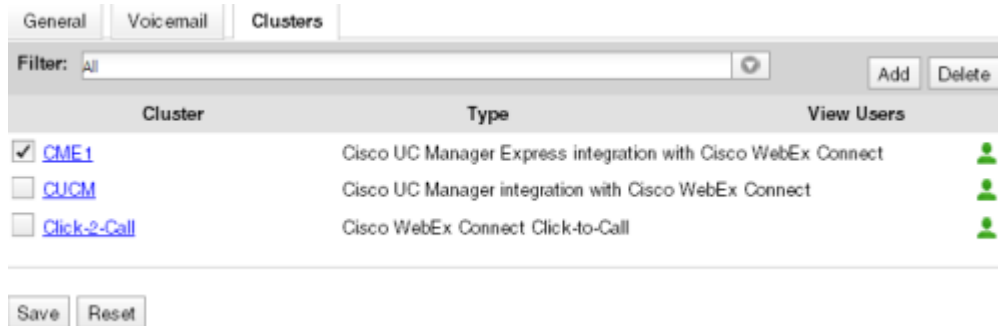 General Voicemail Clusters
Filter: All
Add Delete
Cluster Type View Users
CME1 Cisco UC Manager Express integration with Cisco WebEx Connect
CUCM Cisco UC Manager integration with Cisco WebEx Connect
Click-2-Call Cisco WebEx Connect Click-to-Call
Save Reset